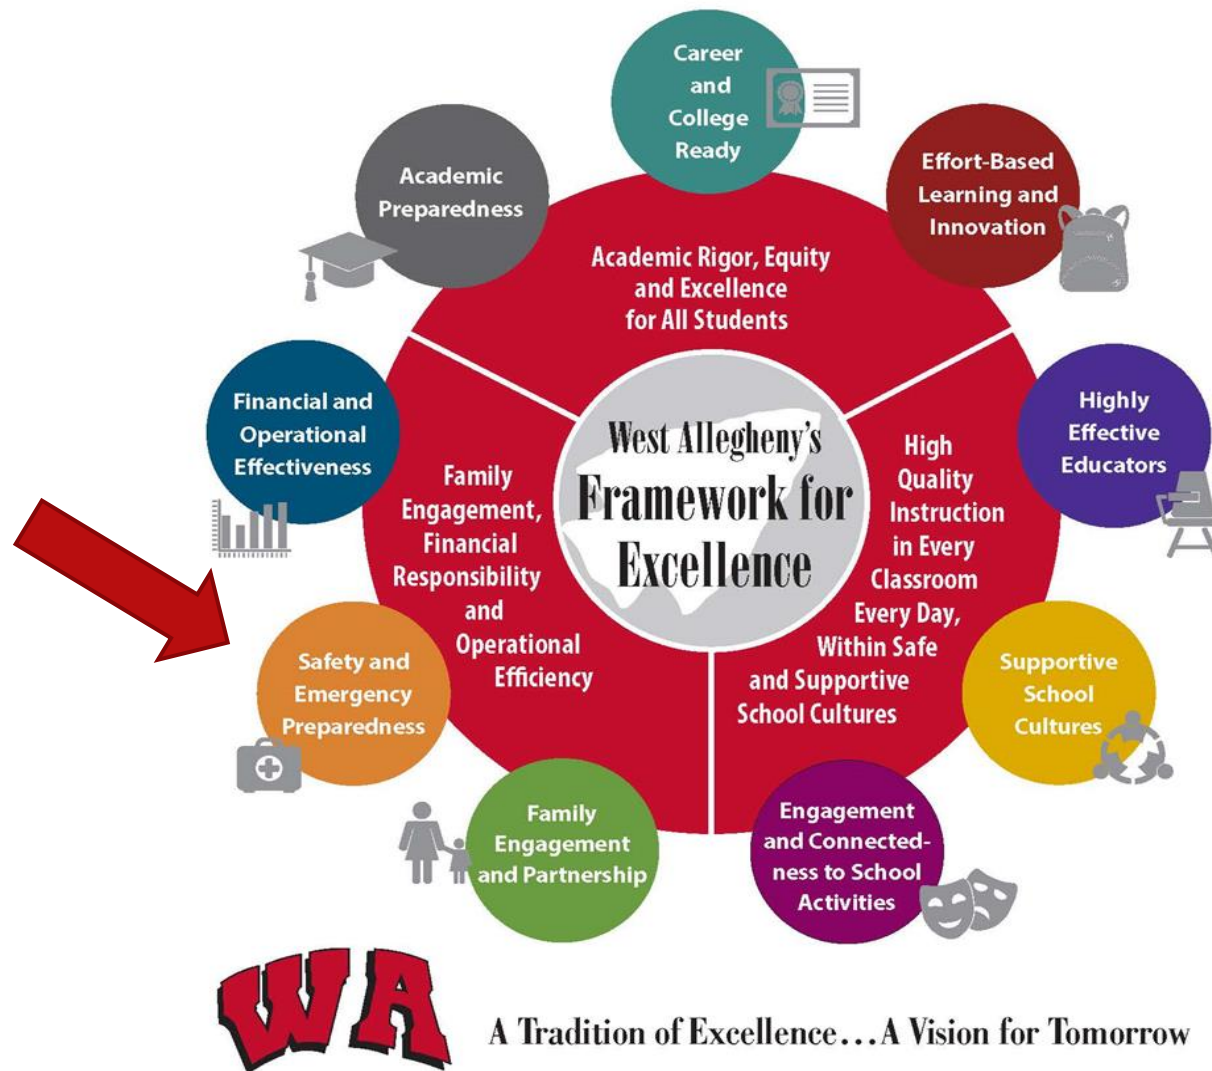 Career
and
College
Ready
Effort-Based
Learning and
Innovation
Academic
Preparedness
Academic Rigor, Equity
and Excellence
for All Students
Financial and
Operational
Effectiveness
Highly
Effective
Educators
West Allegheny's
Framework for
Excellence
Family
Engagement,
Financial
Responsibility
and
Operational
Efficiency
High
Quality
Instruction
in Every
Classroom
Every Day,
Within Safe
and Supportive
School Cultures
Safety and
Emergency
Preparedness
Supportive
School
Cultures
Family
Engagement
and Partnership
Engagement
and Connected-
ness to School
Activities
WA
A Tradition of Excellence...A Vision for Tomorrow